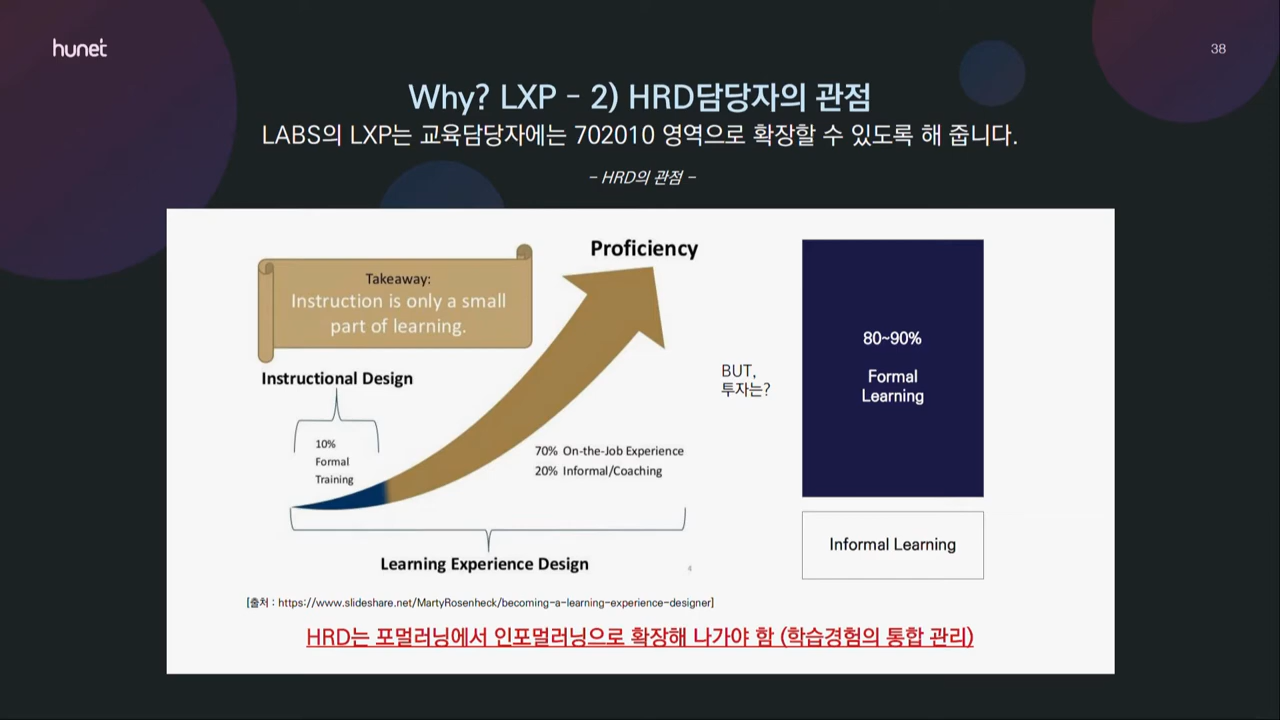 hunet
38
Why? LXP - 2) HRD담당자의 관점
LABS의 LXP는 교육담당자에는 702010 영역으로 확장할 수 있도록 해 줍니다.
- HRD의 관점 -
Takeaway:
Instruction is only a small
part of learning.
Proficiency
Instructional Design
10%
Formal
Training
70% On-the-Job Experience
20% Informal/Coaching
Learning Experience Design
4
BUT,
투자는?
80~90%
Formal
Learning
Informal Learning
[출처 : https://www.slideshare.net/MartyRosenheck/becoming-a-learning-experience-designer]
HRD는 포멀러닝에서 인포멀러닝으로 확장해 나가야 함 (학습경험의 통합 관리)